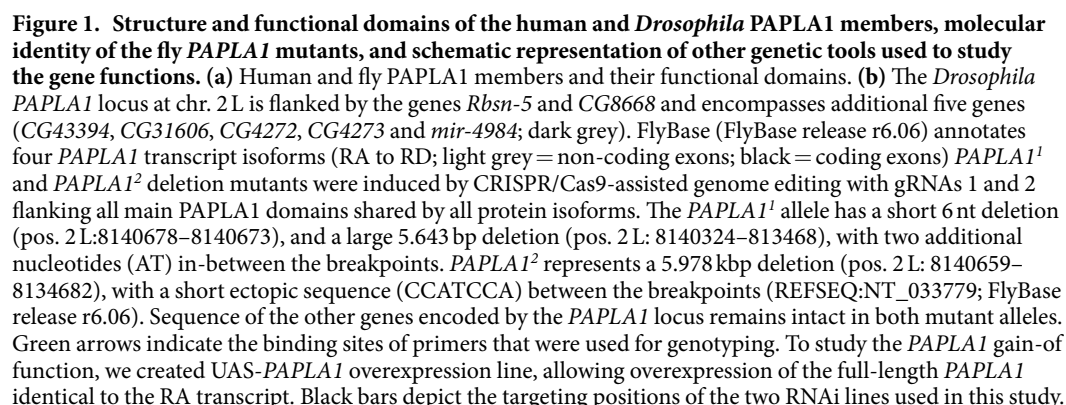 Figure 1. Structure and functional domains of the human and Drosophila PAPLA1 members, molecular
identity of the fly PAPLA1 mutants, and schematic representation of other genetic tools used to study
the gene functions. (a) Human and fly PAPLA1 members and their functional domains. (b) The Drosophila
PAPLA1 locus at chr. 2 L is flanked by the genes Rbsn-5 and CG8668 and encompasses additional five genes
(CG43394, CG31606, CG4272, CG4273 and mir-4984; dark grey). FlyBase (FlyBase release r6.06) annotates
four PAPLA1 transcript isoforms (RA to RD; light grey = non-coding exons; black = coding exons) PAPLA1¹
and PAPLA1² deletion mutants were induced by CRISPR/Cas9-assisted genome editing with gRNAs 1 and 2
flanking all main PAPLA1 domains shared by all protein isoforms. The PAPLA1¹ allele has a short 6 nt deletion
(pos. 2 L:8140678–8140673), and a large 5.643 bp deletion (pos. 2 L: 8140324–813468), with two additional
nucleotides (AT) in-between the breakpoints. PAPLA1² represents a 5.978 kbp deletion (pos. 2 L: 8140659–
8134682), with a short ectopic sequence (CCATCCA) between the breakpoints (REFSEQ:NT_033779; FlyBase
release r6.06). Sequence of the other genes encoded by the PAPLA1 locus remains intact in both mutant alleles.
Green arrows indicate the binding sites of primers that were used for genotyping. To study the PAPLA1 gain-of
function, we created UAS-PAPLA1 overexpression line, allowing overexpression of the full-length PAPLA1
identical to the RA transcript. Black bars depict the targeting positions of the two RNAi lines used in this study.